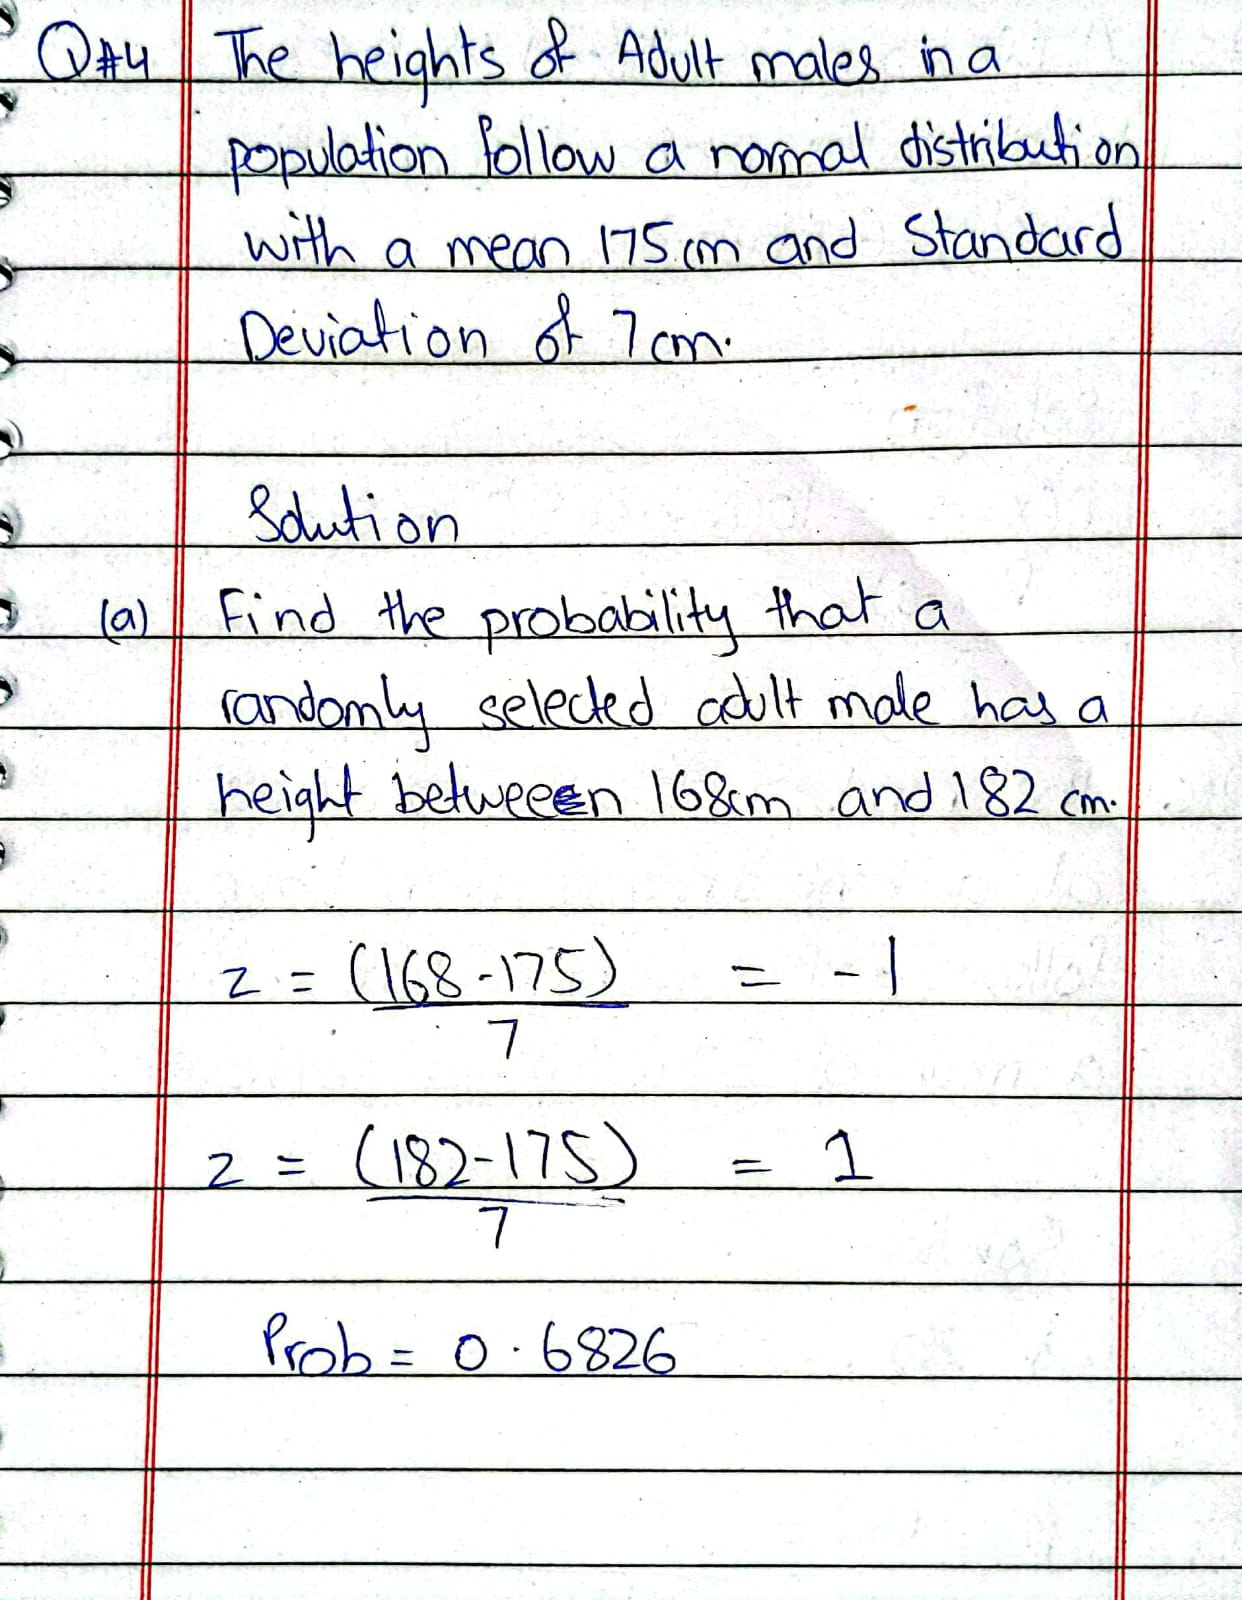 Q#4 The heights of Adult males in a
population follow a normal distribution
with a mean 175 cm and Standard
Deviation of 7 cm.
Solution
(a) Find the probability that a
randomly selected adult male has a
height betweeen 168cm and 182 cm.
z = (168-175) = -1
7
z = (182-175) = 1
7
Prob = 0.6826